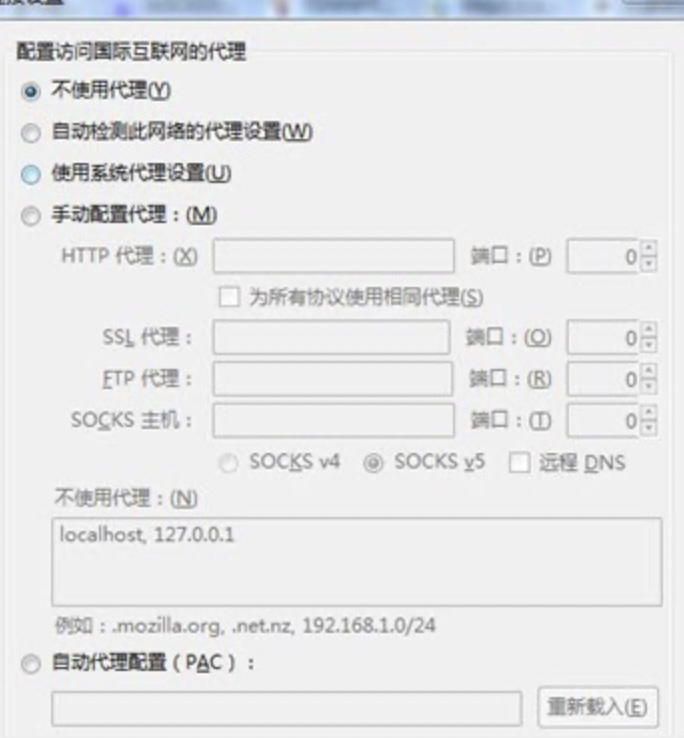 配置访问国际互联网的代理
不使用代理(Y)
自动检测此网络的代理设置(W)
使用系统代理设置(U)
手动配置代理：(M)
HTTP 代理：(X) 端口：(P) 0
为所有协议使用相同代理(S)
SSL 代理： 端口：(O) 0
FTP 代理： 端口：(R) 0
SOCKS 主机： 端口：(T) 0
SOCKS v4 SOCKS v5 远程 DNS
不使用代理：(N)
localhost, 127.0.0.1
例如：.mozilla.org, .net.nz, 192.168.1.0/24
自动代理配置（PAC）：
重新载入(E)